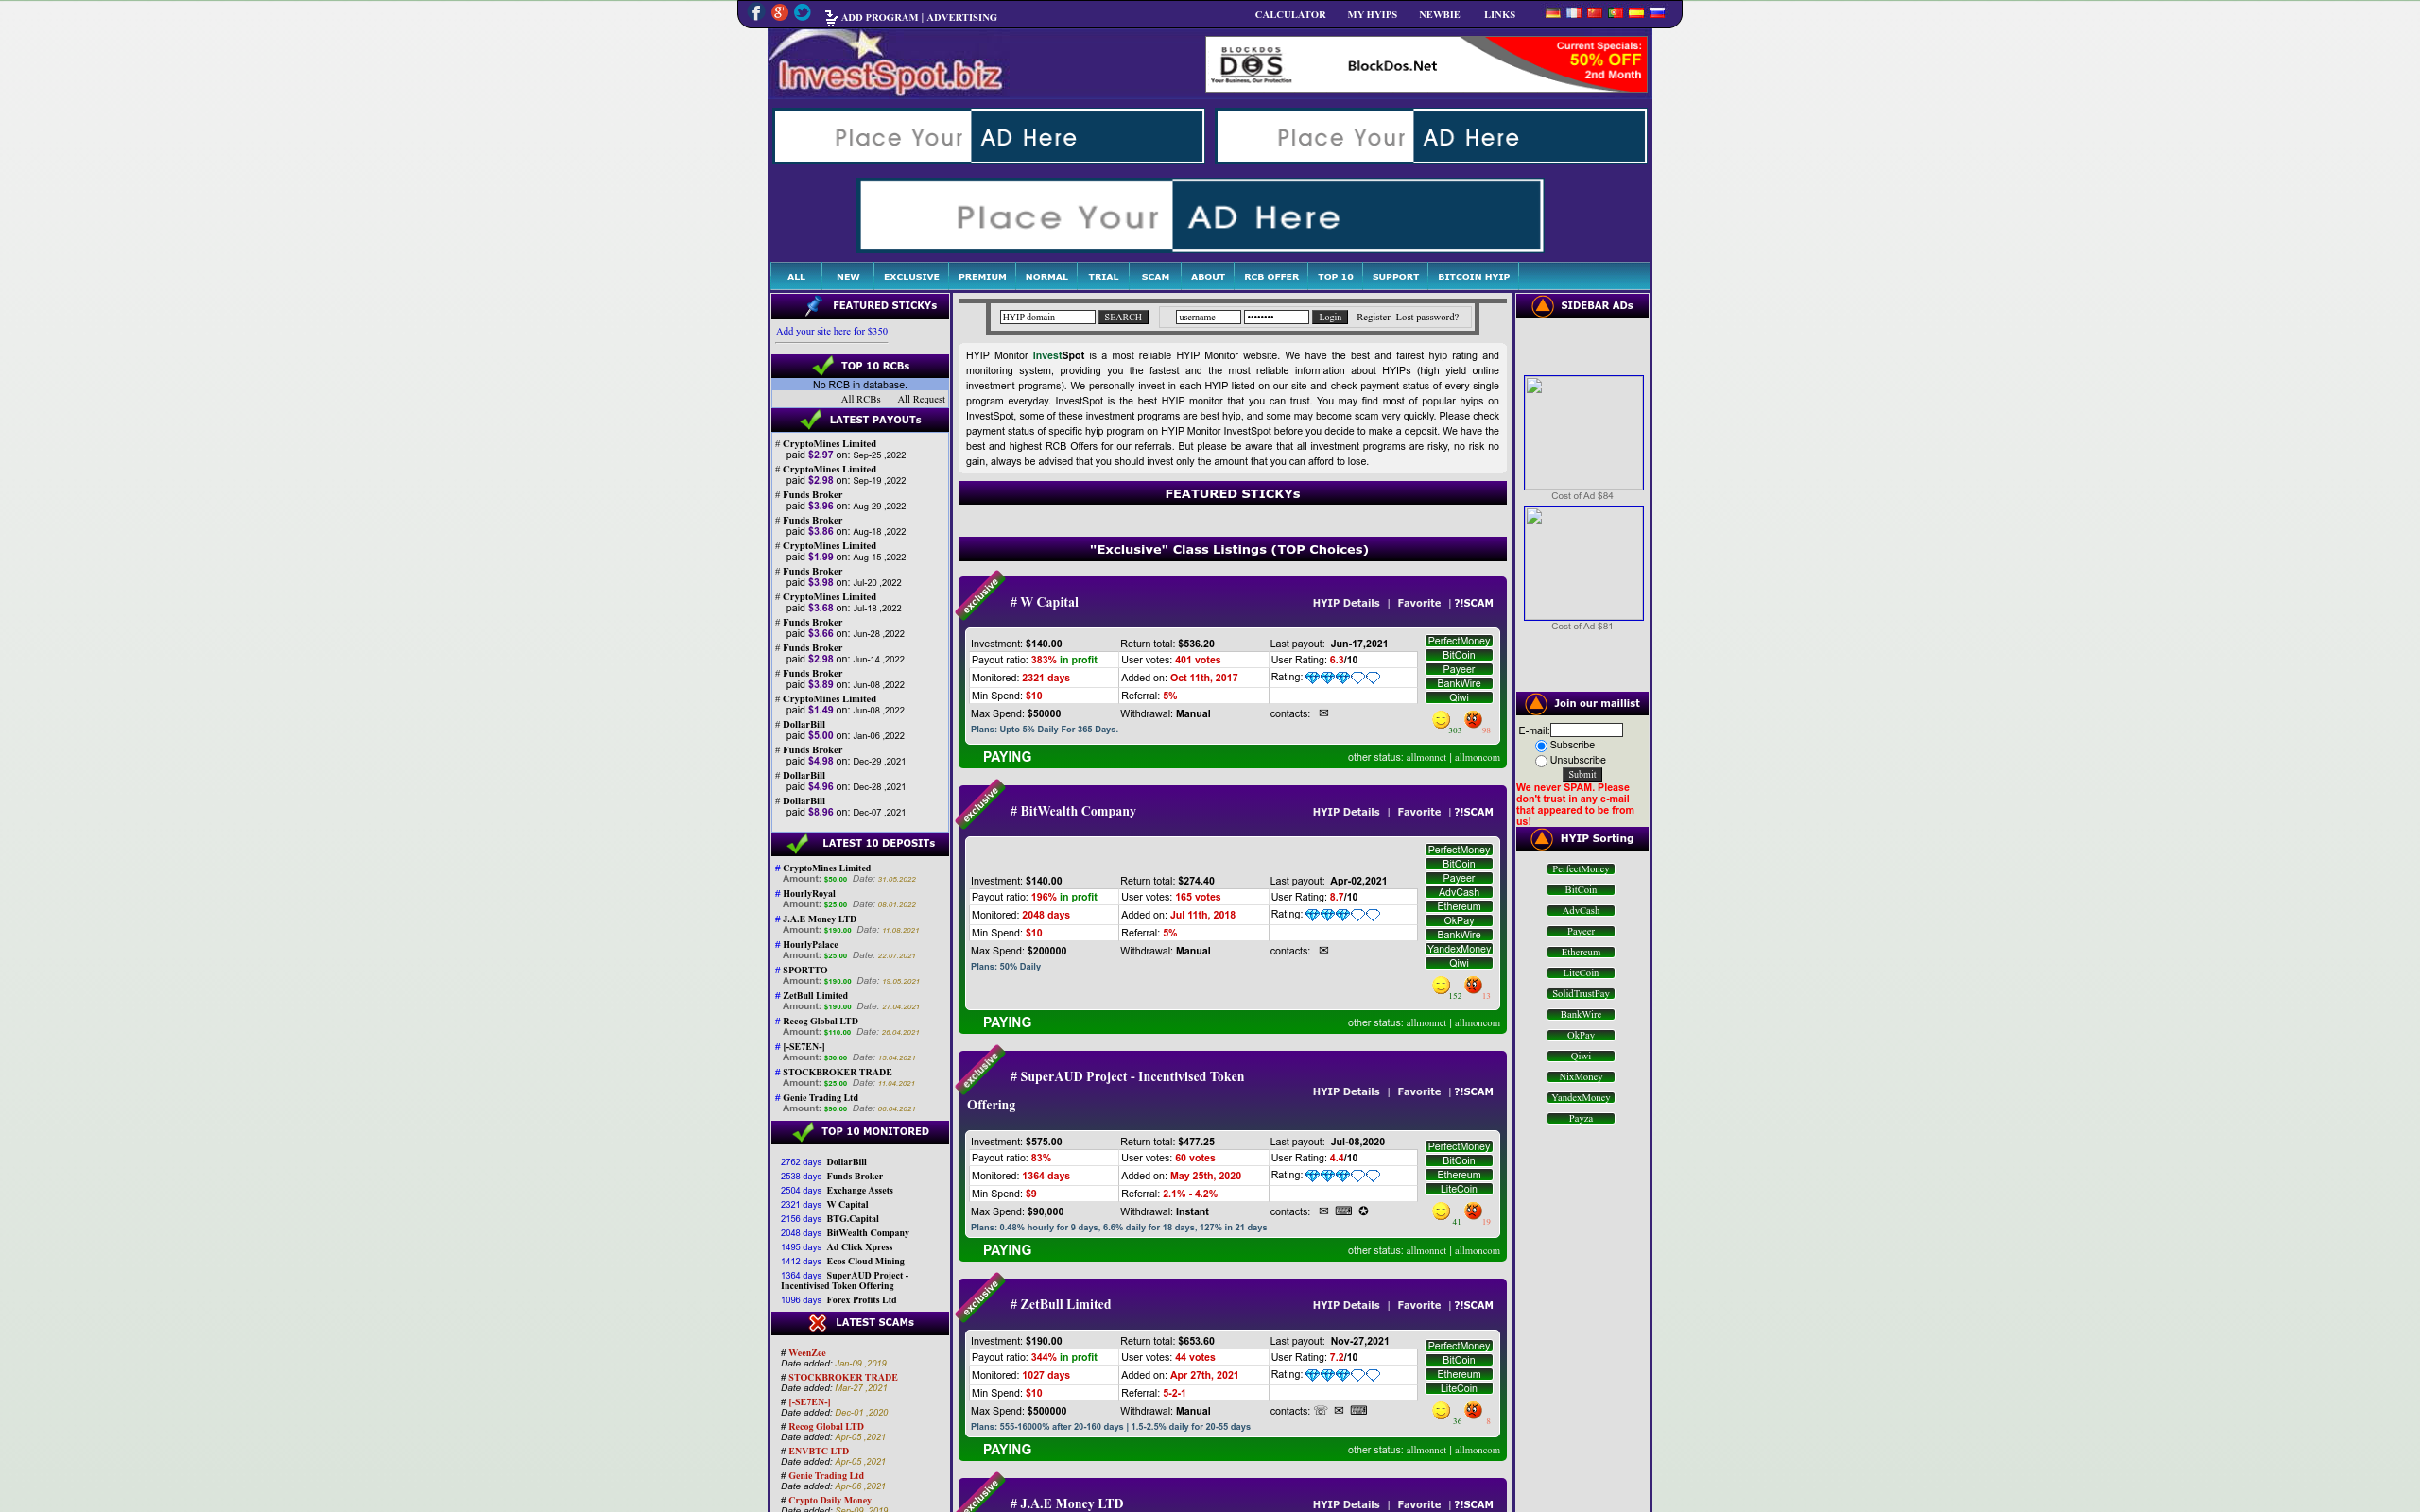 ADD PROGRAM | ADVERTISING
CALCULATOR MY HYIPS NEWBIE LINKS
InvestSpot.biz
BLOCKDOS
DOS
Your Business, Our Protection
BlockDos.Net
Current Specials:
50% OFF
2nd Month
Place Your AD Here
Place Your AD Here
Place Your AD Here
ALL NEW EXCLUSIVE PREMIUM NORMAL TRIAL SCAM ABOUT RCB OFFER TOP 10 SUPPORT BITCOIN HYIP
FEATURED STICKYs
Add your site here for $350
TOP 10 RCBs
No RCB in database.
All RCBs All Request
LATEST PAYOUTs
# CryptoMines Limited
paid $2.97 on: Sep-25 ,2022
# CryptoMines Limited
paid $2.98 on: Sep-19 ,2022
# Funds Broker
paid $3.96 on: Aug-29 ,2022
# Funds Broker
paid $3.86 on: Aug-18 ,2022
# CryptoMines Limited
paid $1.99 on: Aug-15 ,2022
# Funds Broker
paid $3.98 on: Jul-20 ,2022
# CryptoMines Limited
paid $3.68 on: Jul-18 ,2022
# Funds Broker
paid $3.66 on: Jun-28 ,2022
# Funds Broker
paid $2.98 on: Jun-14 ,2022
# Funds Broker
paid $3.89 on: Jun-08 ,2022
# CryptoMines Limited
paid $1.49 on: Jun-08 ,2022
# DollarBill
paid $5.00 on: Jan-06 ,2022
# Funds Broker
paid $4.98 on: Dec-29 ,2021
# DollarBill
paid $4.96 on: Dec-28 ,2021
# DollarBill
paid $8.96 on: Dec-07 ,2021
LATEST 10 DEPOSITs
# CryptoMines Limited
Amount: $50.00 Date: 31.05.2022
# HourlyRoyal
Amount: $25.00 Date: 08.01.2022
# J.A.E Money LTD
Amount: $190.00 Date: 11.08.2021
# HourlyPalace
Amount: $25.00 Date: 22.07.2021
# SPORTTO
Amount: $190.00 Date: 19.05.2021
# ZetBull Limited
Amount: $190.00 Date: 27.04.2021
# Recog Global LTD
Amount: $110.00 Date: 26.04.2021
# [-SE7EN-]
Amount: $50.00 Date: 15.04.2021
# STOCKBROKER TRADE
Amount: $25.00 Date: 11.04.2021
# Genie Trading Ltd
Amount: $90.00 Date: 06.04.2021
TOP 10 MONITORED
2762 days DollarBill
2538 days Funds Broker
2504 days Exchange Assets
2321 days W Capital
2156 days BTG.Capital
2048 days BitWealth Company
1495 days Ad Click Xpress
1412 days Ecos Cloud Mining
1364 days SuperAUD Project -
Incentivised Token Offering
1096 days Forex Profits Ltd
LATEST SCAMs
# WeenZee
Date added: Jan-09 ,2019
# STOCKBROKER TRADE
Date added: Mar-27 ,2021
# [-SE7EN-]
Date added: Dec-01 ,2020
# Recog Global LTD
Date added: Apr-05 ,2021
# ENVBTC LTD
Date added: Apr-05 ,2021
# Genie Trading Ltd
Date added: Apr-06 ,2021
# Crypto Daily Money
Date added: Sep-09 ,2019
HYIP domain SEARCH username •••••••• Login Register Lost password?
HYIP Monitor InvestSpot is a most reliable HYIP Monitor website. We have the best and fairest hyip rating and
monitoring system, providing you the fastest and the most reliable information about HYIPs (high yield online
investment programs). We personally invest in each HYIP listed on our site and check payment status of every single
program everyday. InvestSpot is the best HYIP monitor that you can trust. You may find most of popular hyips on
InvestSpot, some of these investment programs are best hyip, and some may become scam very quickly. Please check
payment status of specific hyip program on HYIP Monitor InvestSpot before you decide to make a deposit. We have the
best and highest RCB Offers for our referrals. But please be aware that all investment programs are risky, no risk no
gain, always be advised that you should invest only the amount that you can afford to lose.
FEATURED STICKYs
"Exclusive" Class Listings (TOP Choices)
exclusive
# W Capital HYIP Details | Favorite | ?!SCAM
Investment: $140.00 Return total: $536.20 Last payout: Jun-17,2021
Payout ratio: 383% in profit User votes: 401 votes User Rating: 6.3/10
Monitored: 2321 days Added on: Oct 11th, 2017 Rating:
Min Spend: $10 Referral: 5%
Max Spend: $50000 Withdrawal: Manual contacts: ✉
Plans: Upto 5% Daily For 365 Days.
PerfectMoney
BitCoin
Payeer
BankWire
Qiwi
303 98
PAYING other status: allmonnet | allmoncom
exclusive
# BitWealth Company HYIP Details | Favorite | ?!SCAM
Investment: $140.00 Return total: $274.40 Last payout: Apr-02,2021
Payout ratio: 196% in profit User votes: 165 votes User Rating: 8.7/10
Monitored: 2048 days Added on: Jul 11th, 2018 Rating:
Min Spend: $10 Referral: 5%
Max Spend: $200000 Withdrawal: Manual contacts: ✉
Plans: 50% Daily
PerfectMoney
BitCoin
Payeer
AdvCash
Ethereum
OkPay
BankWire
YandexMoney
Qiwi
152 13
PAYING other status: allmonnet | allmoncom
exclusive
# SuperAUD Project - Incentivised Token
Offering
HYIP Details | Favorite | ?!SCAM
Investment: $575.00 Return total: $477.25 Last payout: Jul-08,2020
Payout ratio: 83% User votes: 60 votes User Rating: 4.4/10
Monitored: 1364 days Added on: May 25th, 2020 Rating:
Min Spend: $9 Referral: 2.1% - 4.2%
Max Spend: $90,000 Withdrawal: Instant contacts: ✉ ⌨ ✪
Plans: 0.48% hourly for 9 days, 6.6% daily for 18 days, 127% in 21 days
PerfectMoney
BitCoin
Ethereum
LiteCoin
41 19
PAYING other status: allmonnet | allmoncom
exclusive
# ZetBull Limited HYIP Details | Favorite | ?!SCAM
Investment: $190.00 Return total: $653.60 Last payout: Nov-27,2021
Payout ratio: 344% in profit User votes: 44 votes User Rating: 7.2/10
Monitored: 1027 days Added on: Apr 27th, 2021 Rating:
Min Spend: $10 Referral: 5-2-1
Max Spend: $500000 Withdrawal: Manual contacts: ☏ ✉ ⌨
Plans: 555-16000% after 20-160 days | 1.5-2.5% daily for 20-55 days
PerfectMoney
BitCoin
Ethereum
LiteCoin
36 8
PAYING other status: allmonnet | allmoncom
exclusive
# J.A.E Money LTD HYIP Details | Favorite | ?!SCAM
SIDEBAR ADs
Cost of Ad $84
Cost of Ad $81
Join our maillist
E-mail:
Subscribe
Unsubscribe
Submit
We never SPAM. Please
don't trust in any e-mail
that appeared to be from
us!
HYIP Sorting
PerfectMoney
BitCoin
AdvCash
Payeer
Ethereum
LiteCoin
SolidTrustPay
BankWire
OkPay
Qiwi
NixMoney
YandexMoney
Payza